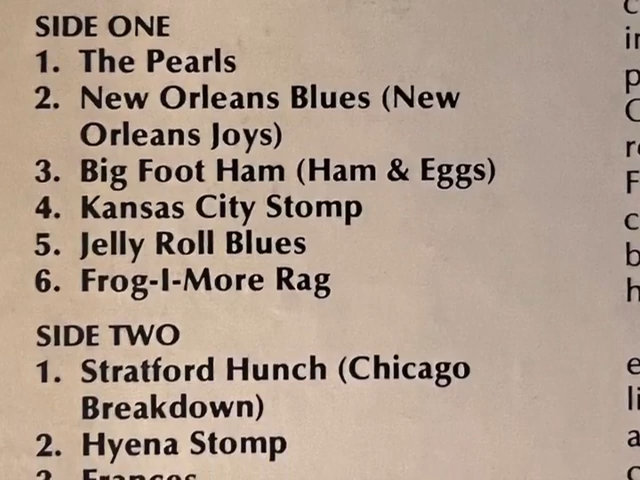 SIDE ONE
1. The Pearls
2. New Orleans Blues (New
Orleans Joys)
3. Big Foot Ham (Ham & Eggs)
4. Kansas City Stomp
5. Jelly Roll Blues
6. Frog-I-More Rag
SIDE TWO
1. Stratford Hunch (Chicago
Breakdown)
2. Hyena Stomp
3. Frances